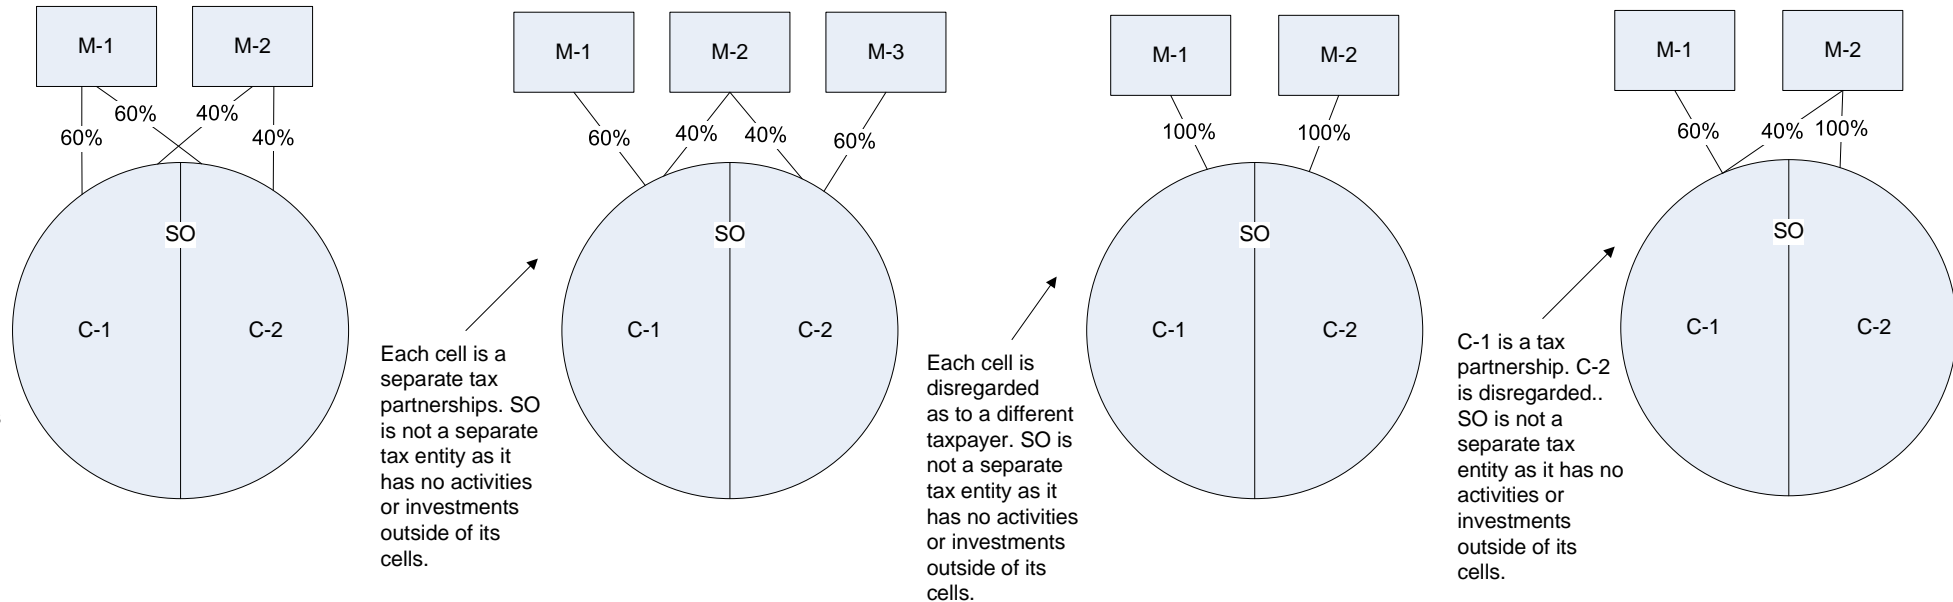 M-1
M-2
60%
40%
60%
40%
SO
C-1
C-2
Each cell is a
separate tax
partnerships. SO
is not a separate
tax entity as it
has no activities
or investments
outside of its
cells.
M-1
M-2
M-3
60%
40%
40%
60%
SO
C-1
C-2
Each cell is
disregarded
as to a different
taxpayer. SO is
not a separate
tax entity as it
has no activities
or investments
outside of its
cells.
M-1
M-2
100%
100%
SO
C-1
C-2
C-1 is a tax
partnership. C-2
is disregarded..
SO is not a
separate tax
entity as it has no
activities or
investments
outside of its
cells.
M-1
M-2
60%
40%
100%
SO
C-1
C-2